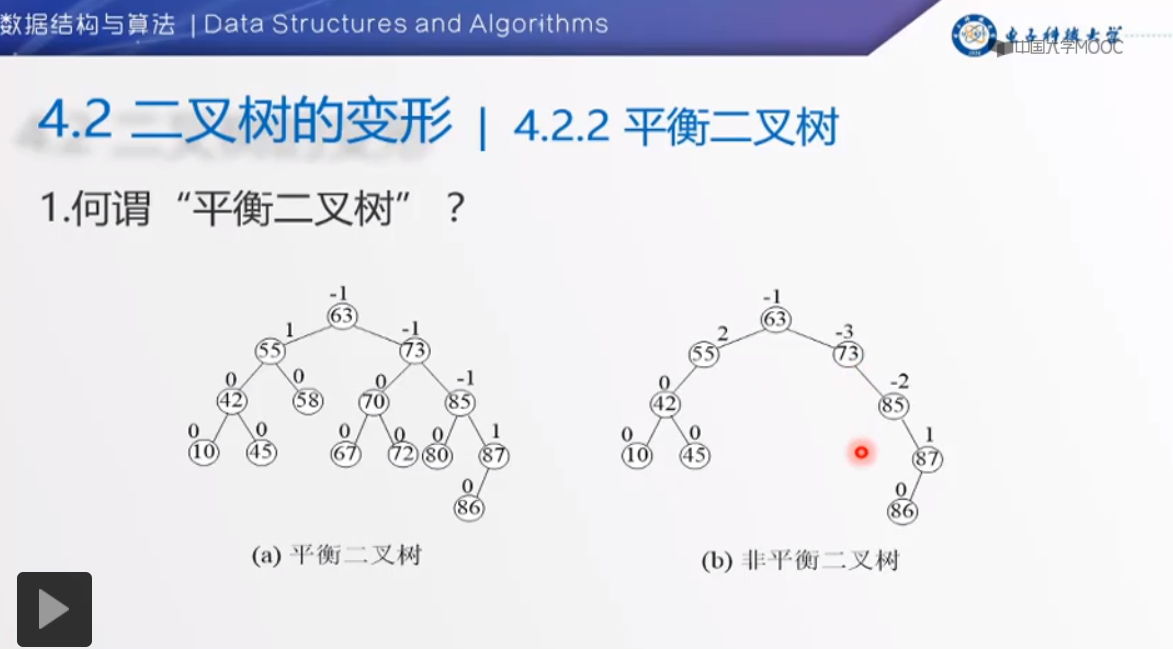 数据结构与算法 | Data Structures and Algorithms
电子科技大学
中国大学MOOC
4.2 二叉树的变形 | 4.2.2 平衡二叉树
1.何谓“平衡二叉树”？
-1 -1
63 63
1 -1 2 -3
55 73 55 73
0 0 0 -1 0 -2
42 58 70 85 42 85
0 0 0 0 0 1 0 0 1
10 45 67 72 80 87 10 45 87
0 0
86 86
(a) 平衡二叉树 (b) 非平衡二叉树